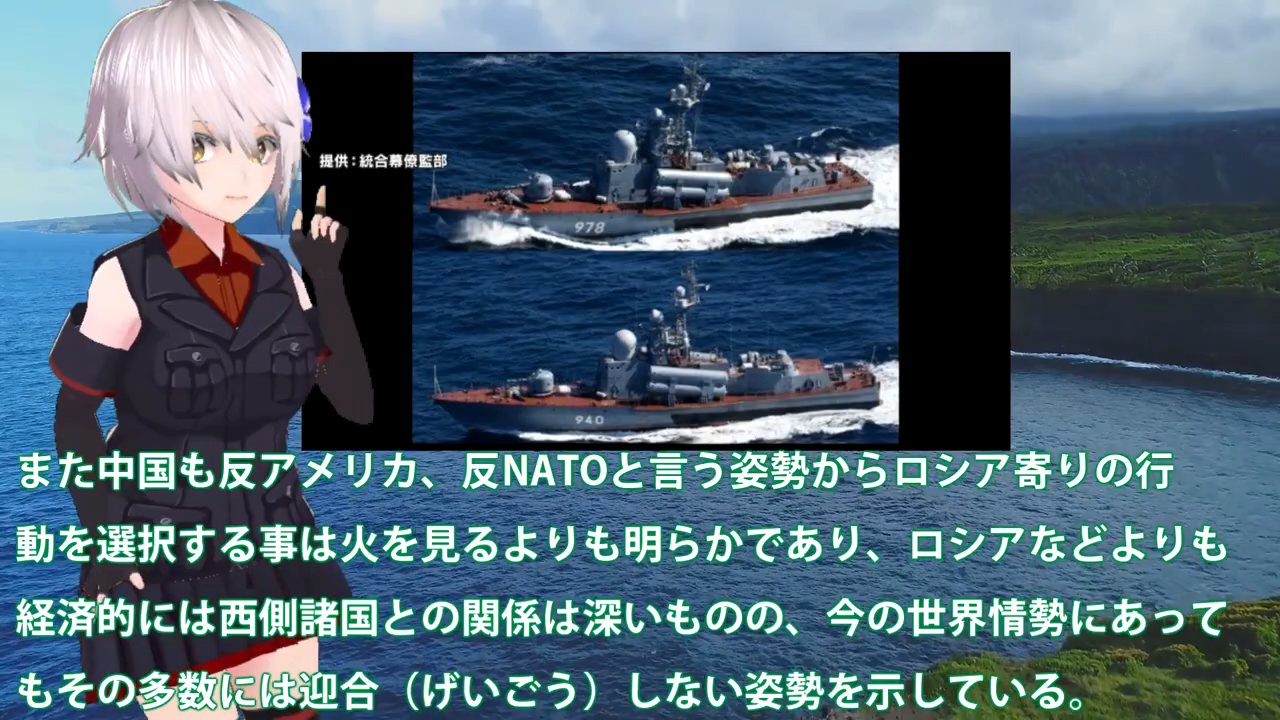 提供：統合幕僚監部
978
940
また中国も反アメリカ、反NATOと言う姿勢からロシア寄りの行
動を選択する事は火を見るよりも明らかであり、ロシアなどよりも
経済的には西側諸国との関係は深いものの、今の世界情勢にあって
もその多数には迎合（げいごう）しない姿勢を示している。